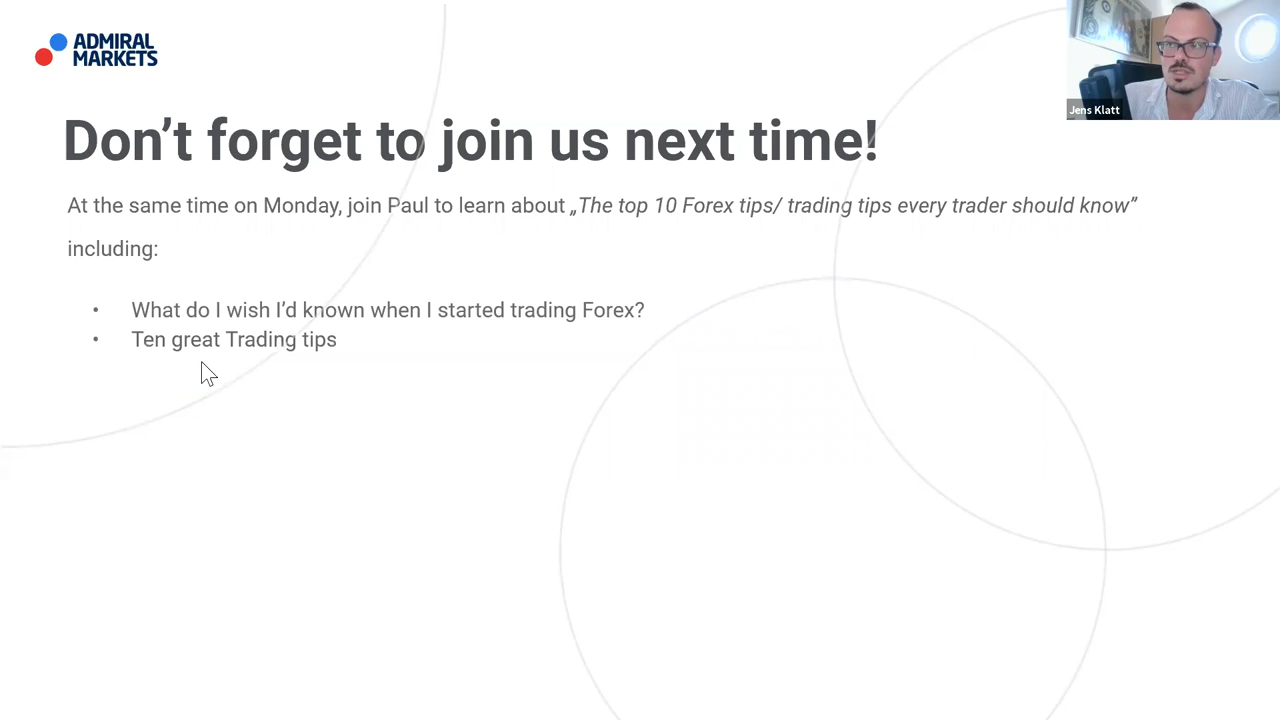 ADMIRAL
MARKETS
Jens Klatt
Don’t forget to join us next time!
At the same time on Monday, join Paul to learn about „The top 10 Forex tips/ trading tips every trader should know”
including:
• What do I wish I’d known when I started trading Forex?
• Ten great Trading tips